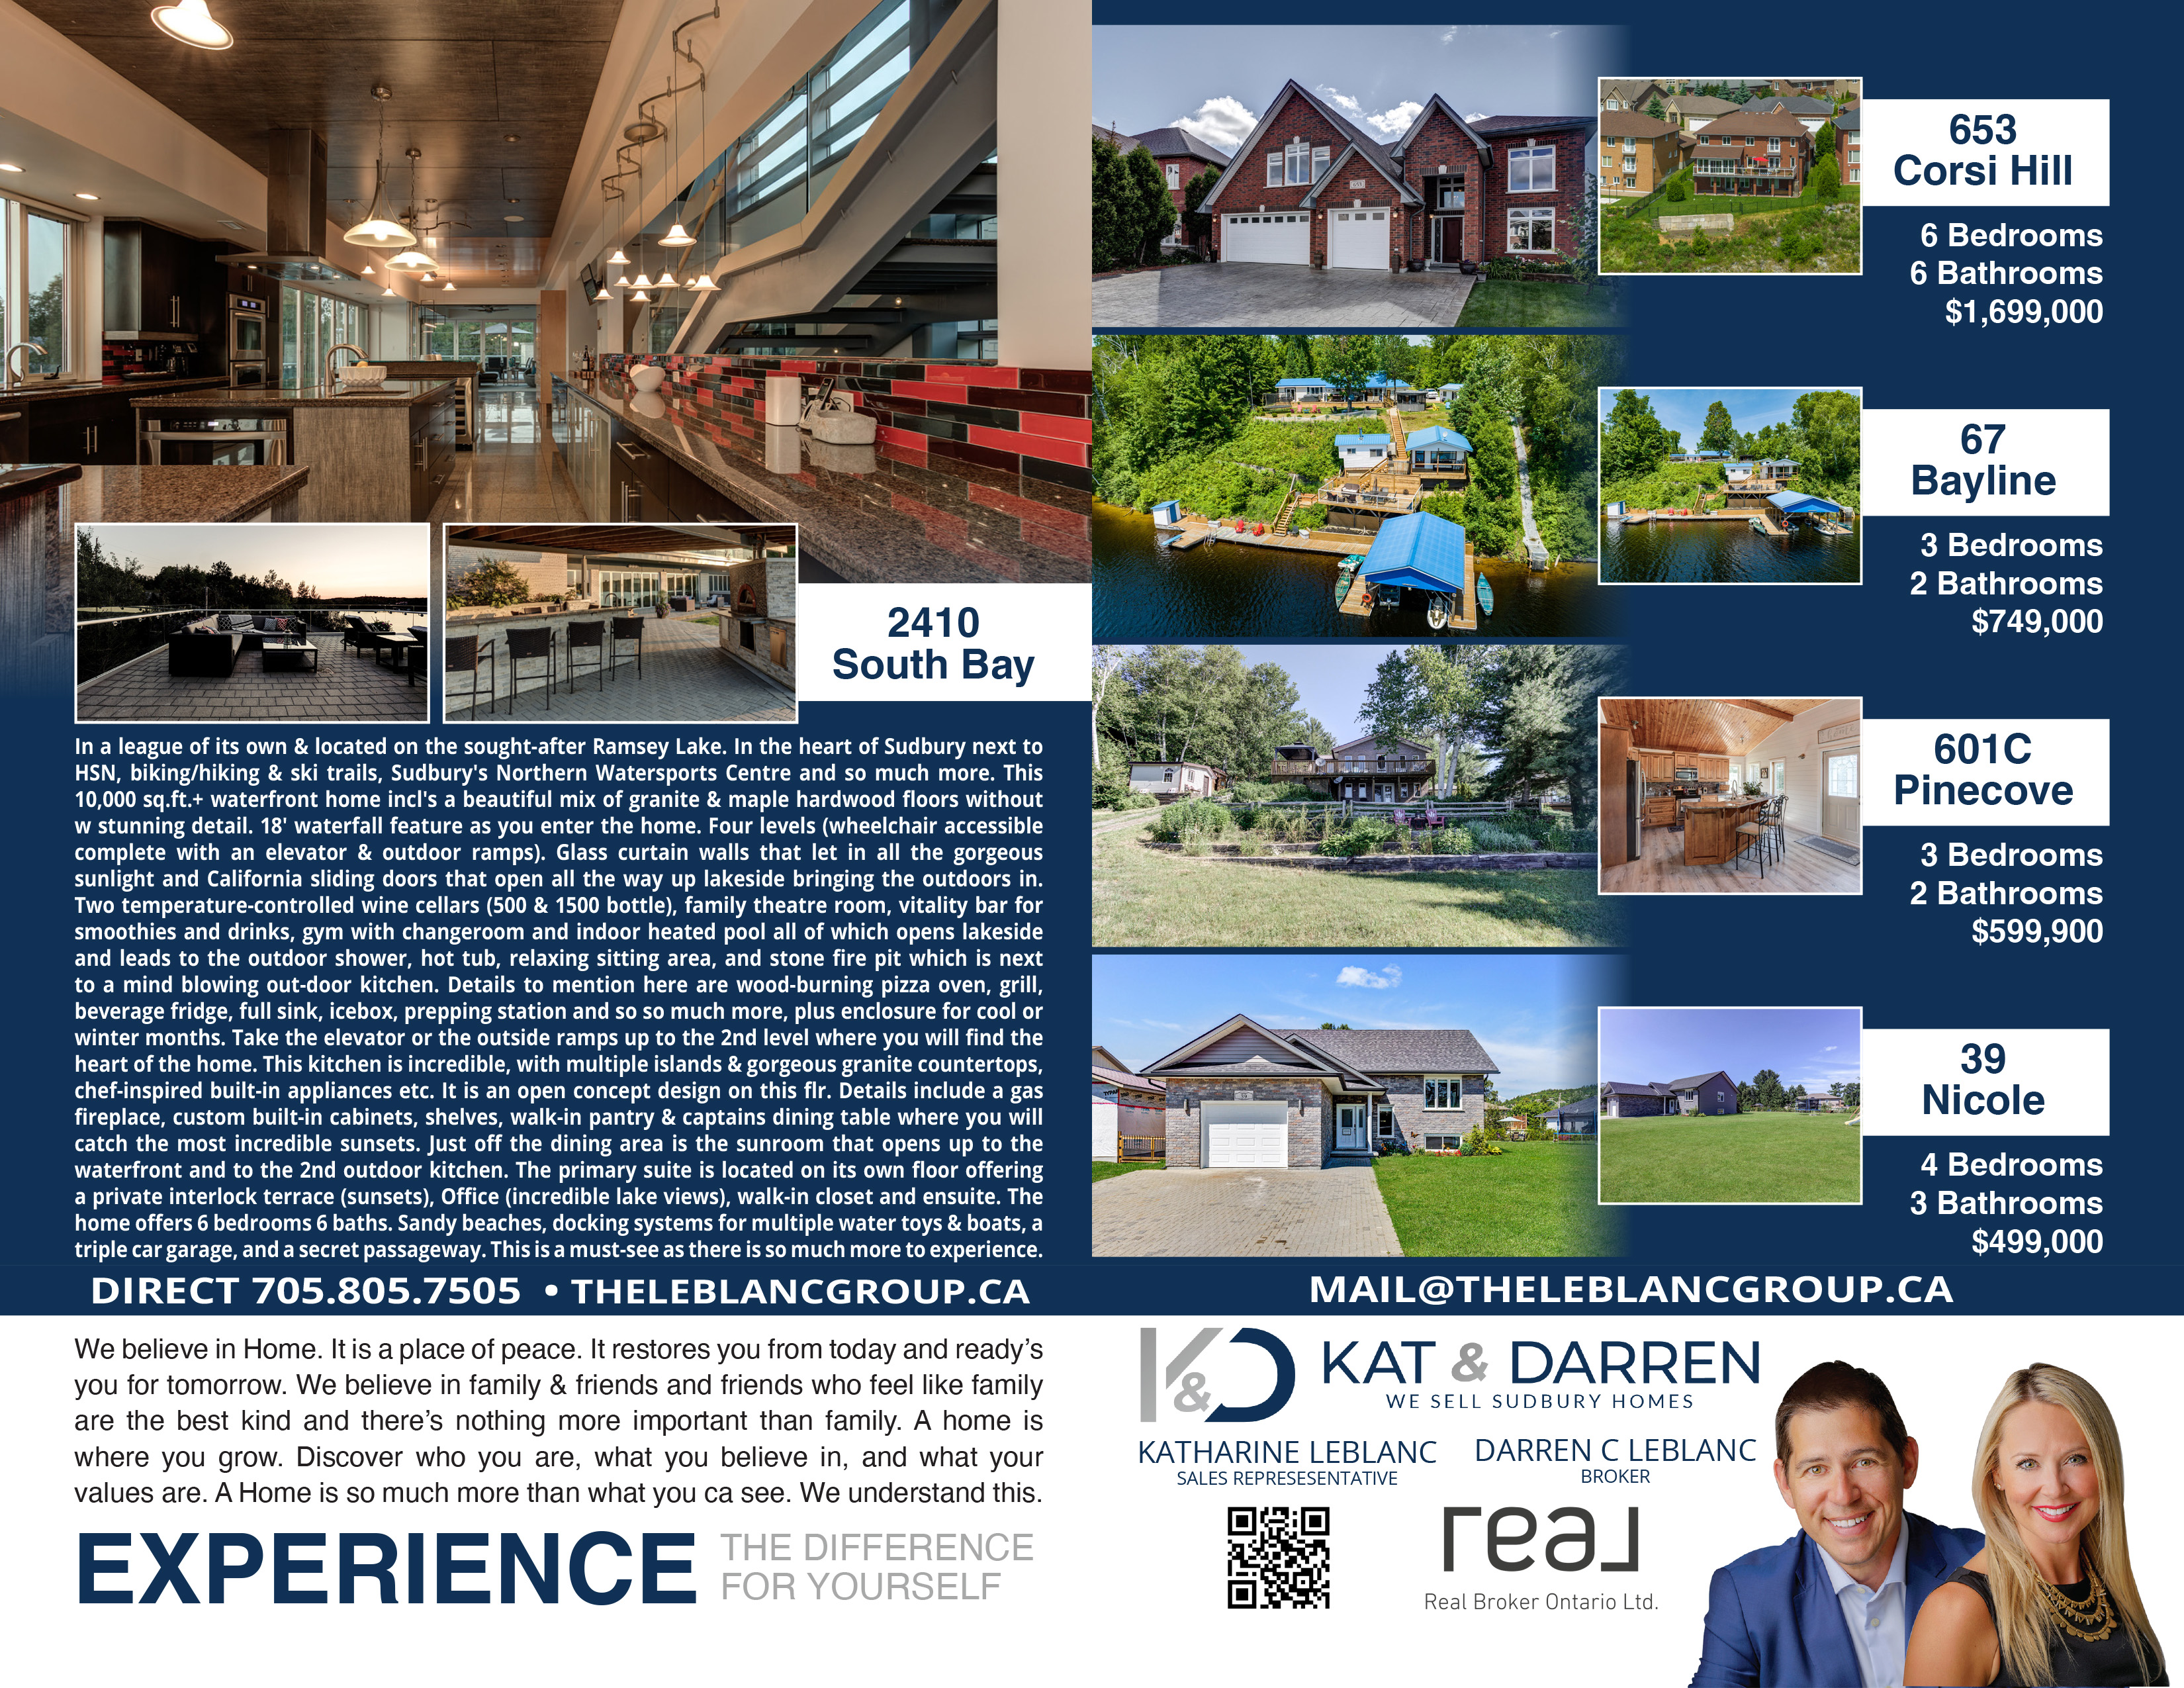 2410
South Bay
In a league of its own & located on the sought-after Ramsey Lake. In the heart of Sudbury next to
HSN, biking/hiking & ski trails, Sudbury's Northern Watersports Centre and so much more. This
10,000 sq.ft.+ waterfront home incl's a beautiful mix of granite & maple hardwood floors without
w stunning detail. 18' waterfall feature as you enter the home. Four levels (wheelchair accessible
complete with an elevator & outdoor ramps). Glass curtain walls that let in all the gorgeous
sunlight and California sliding doors that open all the way up lakeside bringing the outdoors in.
Two temperature-controlled wine cellars (500 & 1500 bottle), family theatre room, vitality bar for
smoothies and drinks, gym with changeroom and indoor heated pool all of which opens lakeside
and leads to the outdoor shower, hot tub, relaxing sitting area, and stone fire pit which is next
to a mind blowing out-door kitchen. Details to mention here are wood-burning pizza oven, grill,
beverage fridge, full sink, icebox, prepping station and so so much more, plus enclosure for cool or
winter months. Take the elevator or the outside ramps up to the 2nd level where you will find the
heart of the home. This kitchen is incredible, with multiple islands & gorgeous granite countertops,
chef-inspired built-in appliances etc. It is an open concept design on this flr. Details include a gas
fireplace, custom built-in cabinets, shelves, walk-in pantry & captains dining table where you will
catch the most incredible sunsets. Just off the dining area is the sunroom that opens up to the
waterfront and to the 2nd outdoor kitchen. The primary suite is located on its own floor offering
a private interlock terrace (sunsets), Office (incredible lake views), walk-in closet and ensuite. The
home offers 6 bedrooms 6 baths. Sandy beaches, docking systems for multiple water toys & boats, a
triple car garage, and a secret passageway. This is a must-see as there is so much more to experience.
653
Corsi Hill
6 Bedrooms
6 Bathrooms
$1,699,000
67
Bayline
3 Bedrooms
2 Bathrooms
$749,000
601C
Pinecove
3 Bedrooms
2 Bathrooms
$599,900
39
Nicole
4 Bedrooms
3 Bathrooms
$499,000
DIRECT 705.805.7505 • THELEBLANCGROUP.CA
MAIL@THELEBLANCGROUP.CA
We believe in Home. It is a place of peace. It restores you from today and ready's
you for tomorrow. We believe in family & friends and friends who feel like family
are the best kind and there's nothing more important than family. A home is
where you grow. Discover who you are, what you believe in, and what your
values are. A Home is so much more than what you ca see. We understand this.
EXPERIENCE
THE DIFFERENCE
FOR YOURSELF
K&D
KAT & DARREN
WE SELL SUDBURY HOMES
KATHARINE LEBLANC
SALES REPRESESENTATIVE
DARREN C LEBLANC
BROKER
real
Real Broker Ontario Ltd.